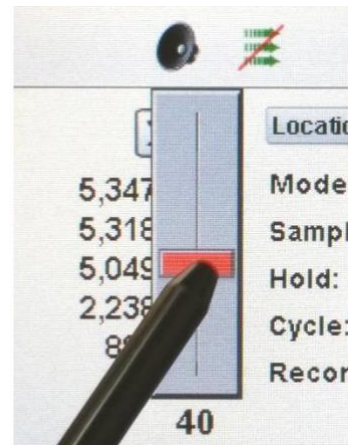 Locatio
5,347
Mode
5,318
Sampl
5,049
Hold:
2,238
Cycle:
Recor
40